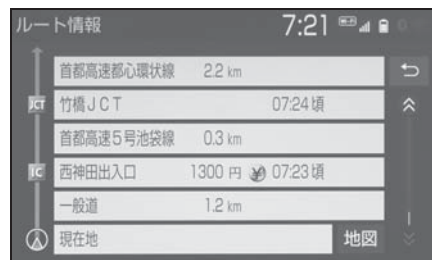 ルート情報 7:21
首都高速都心環状線 2.2 km
JCT 竹橋JCT 07:24頃
首都高速5号池袋線 0.3 km
IC 西神田出入口 1300 円 07:23頃
一般道 1.2 km
現在地 地図